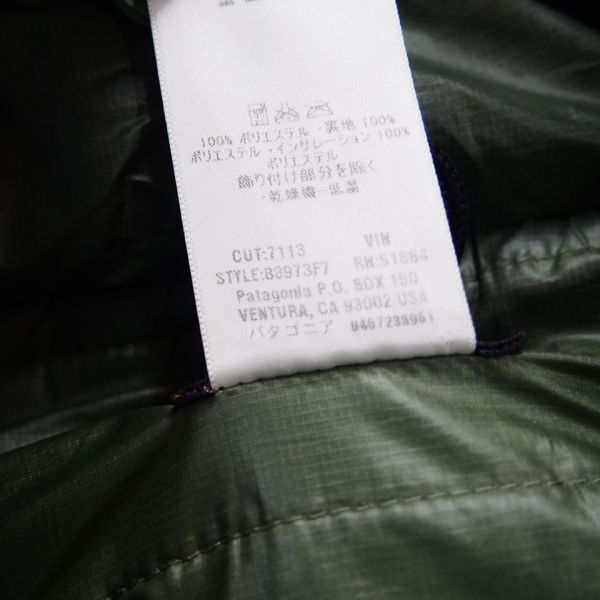 100% ポリエステル・裏地 100%
ポリエステル・インサレーション 100%
ポリエステル
飾り付け部分を除く
・乾燥機−低温
CUT:7113 VIN
STYLE:83973F7 RN:51884
Patagonia P.O. BOX 150
VENTURA, CA 93002 USA
パタゴニア 0467238961